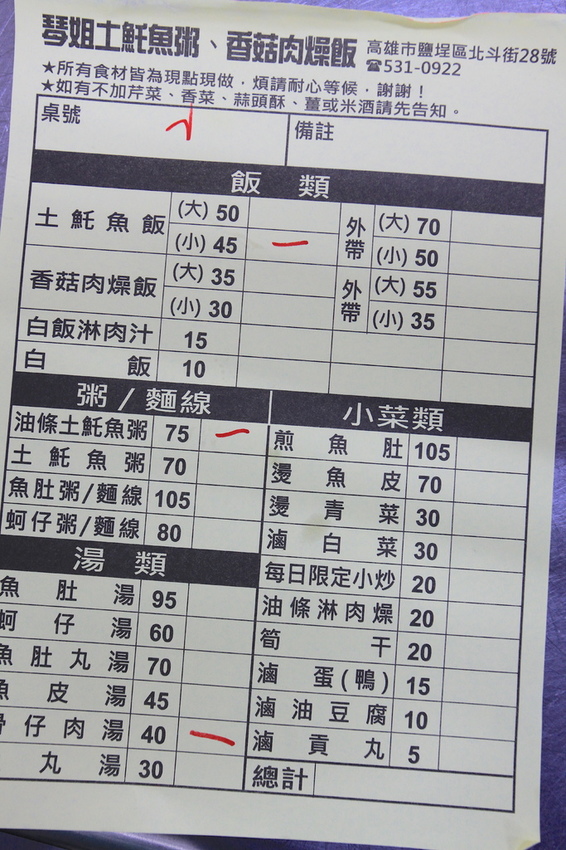 琴姐土魠魚粥、香菇肉燥飯 高雄市鹽埕區北斗街28號
☎531-0922
★所有食材皆為現點現做，煩請耐心等候，謝謝！
★如有不加芹菜、香菜、蒜頭酥、薑或米酒請先告知。
桌號 備註
飯類
土魠魚飯 (大) 50 外帶 (大) 70
(小) 45 一 (小) 50
香菇肉燥飯 (大) 35 外帶 (大) 55
(小) 30 (小) 35
白飯淋肉汁 15
白飯 10
粥/麵線
油條土魠魚粥 75 一
土魠魚粥 70
魚肚粥/麵線 105
蚵仔粥/麵線 80
湯類
魚肚湯 95
蚵仔湯 60
魚肚丸湯 70
魚皮湯 45
骨仔肉湯 40 一
丸湯 30
小菜類
煎魚肚 105
燙魚皮 70
燙青菜 30
滷白菜 30
每日限定小炒 20
油條淋肉燥 20
筍干 20
滷蛋(鴨) 15
滷油豆腐 10
滷貢丸 5
總計